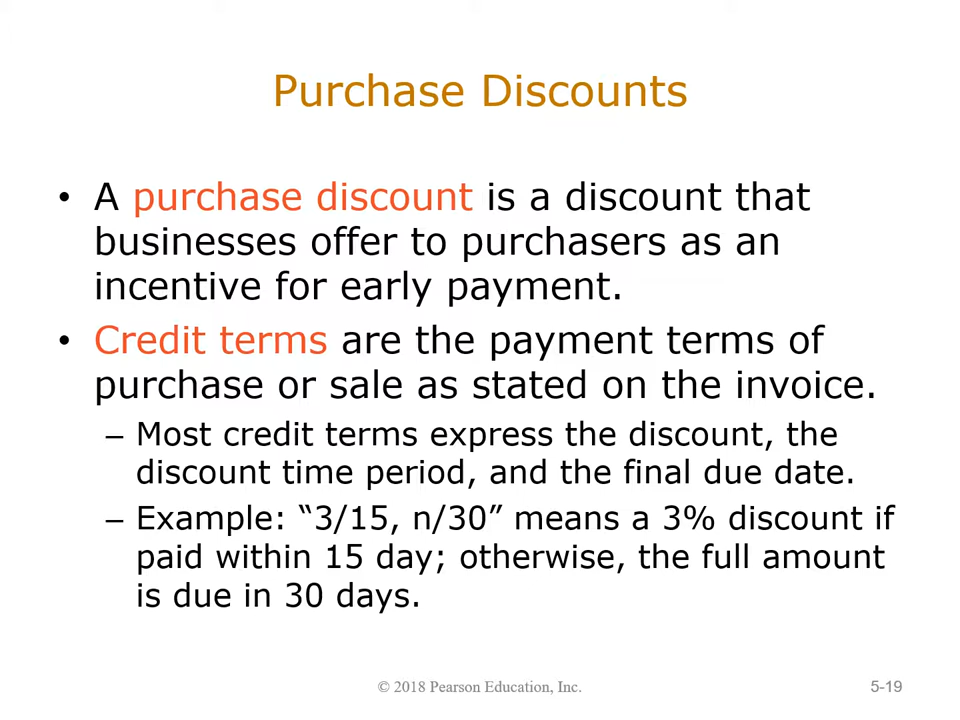 Purchase Discounts
• A purchase discount is a discount that
businesses offer to purchasers as an
incentive for early payment.
• Credit terms are the payment terms of
purchase or sale as stated on the invoice.
– Most credit terms express the discount, the
discount time period, and the final due date.
– Example: “3/15, n/30” means a 3% discount if
paid within 15 day; otherwise, the full amount
is due in 30 days.
© 2018 Pearson Education, Inc.
5-19